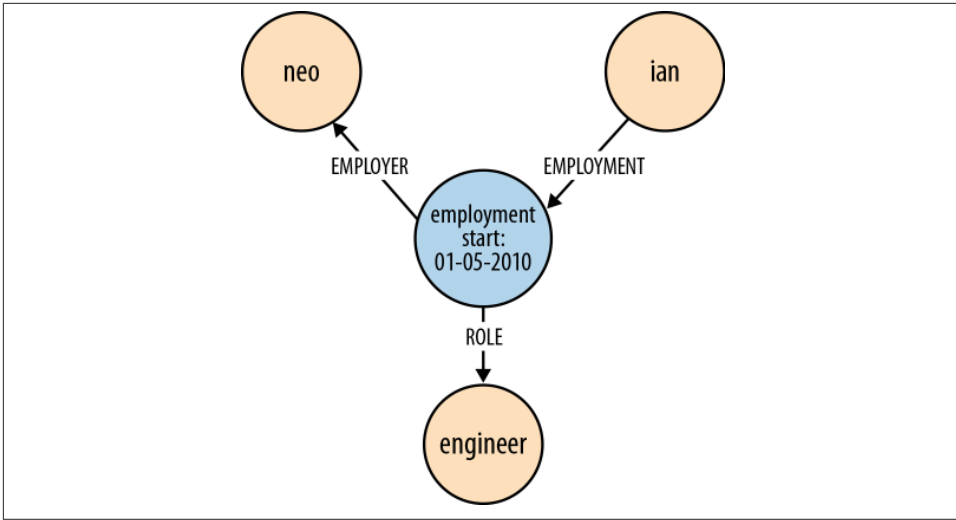 neo
ian
EMPLOYER
EMPLOYMENT
employment
start:
01-05-2010
ROLE
engineer